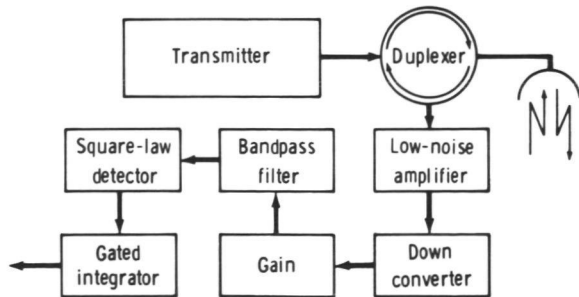 Transmitter
Duplexer
Square-law
detector
Bandpass
filter
Low-noise
amplifier
Gated
integrator
Gain
Down
converter